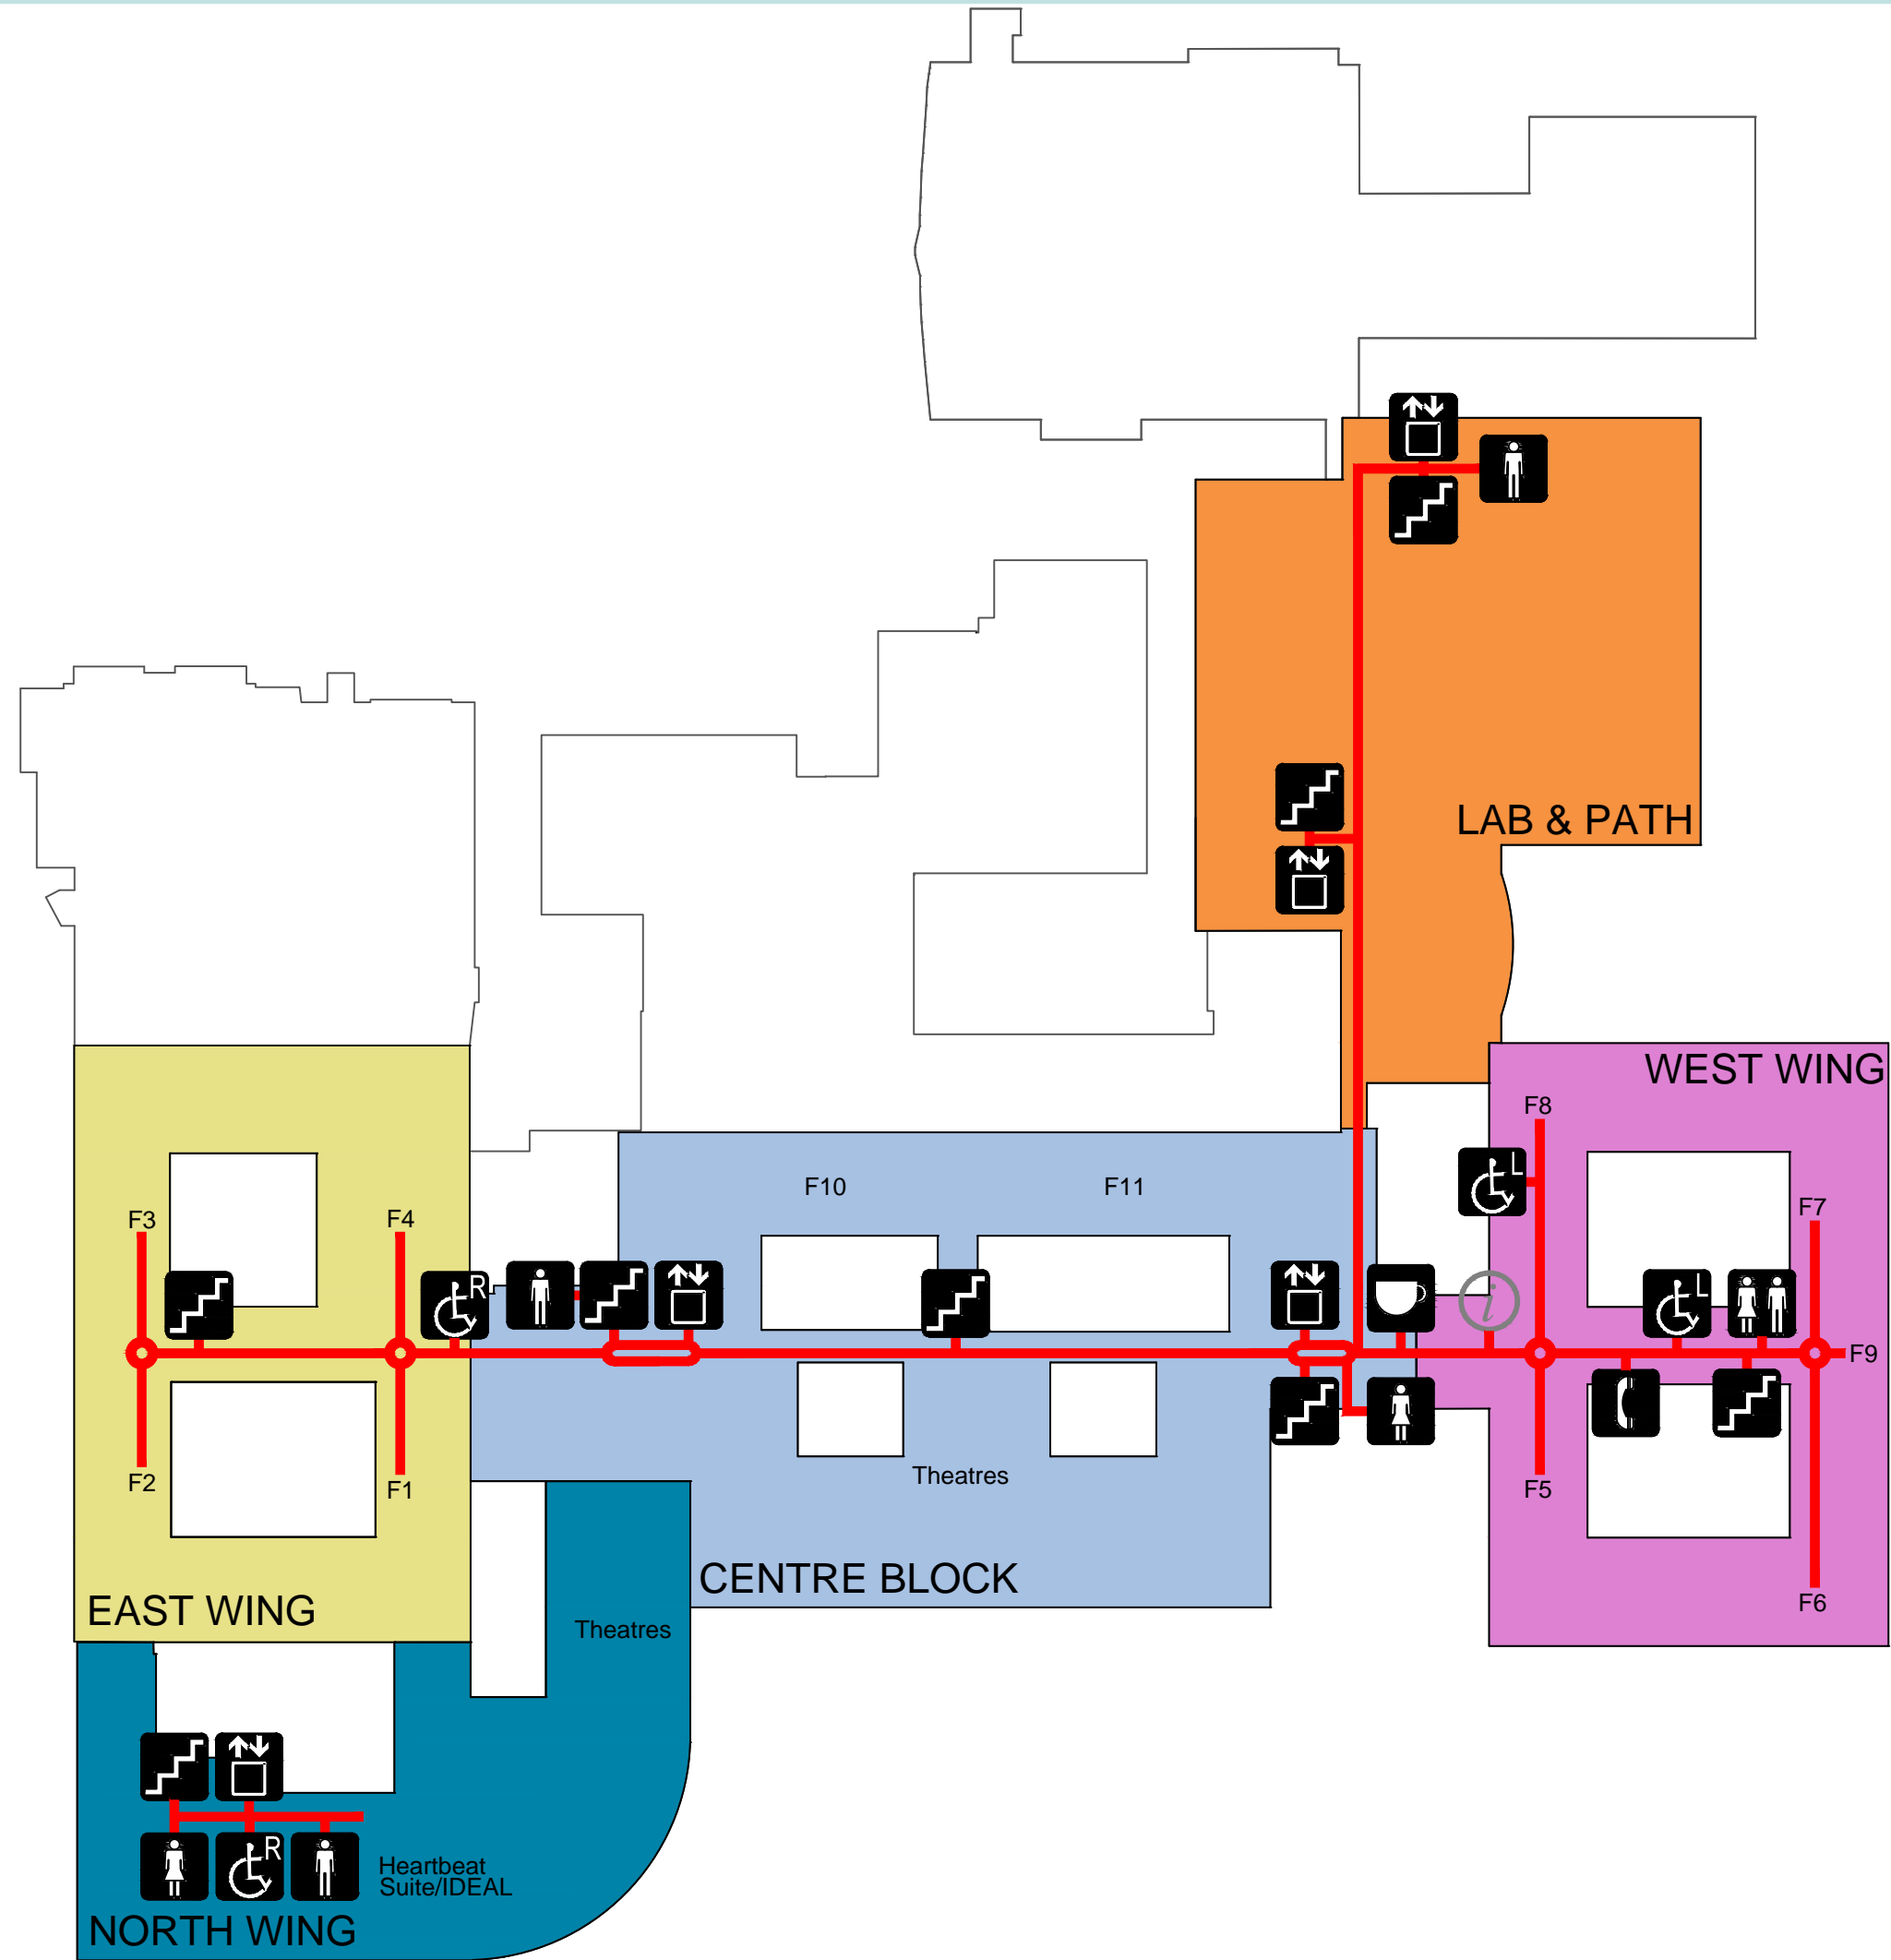 LAB & PATH
WEST WING
F8
L
F10
F11
F3
F4
F7
R
L
i
F9
F2
F1
Theatres
F5
CENTRE BLOCK
EAST WING
F6
Theatres
R
Heartbeat
Suite/IDEAL
NORTH WING